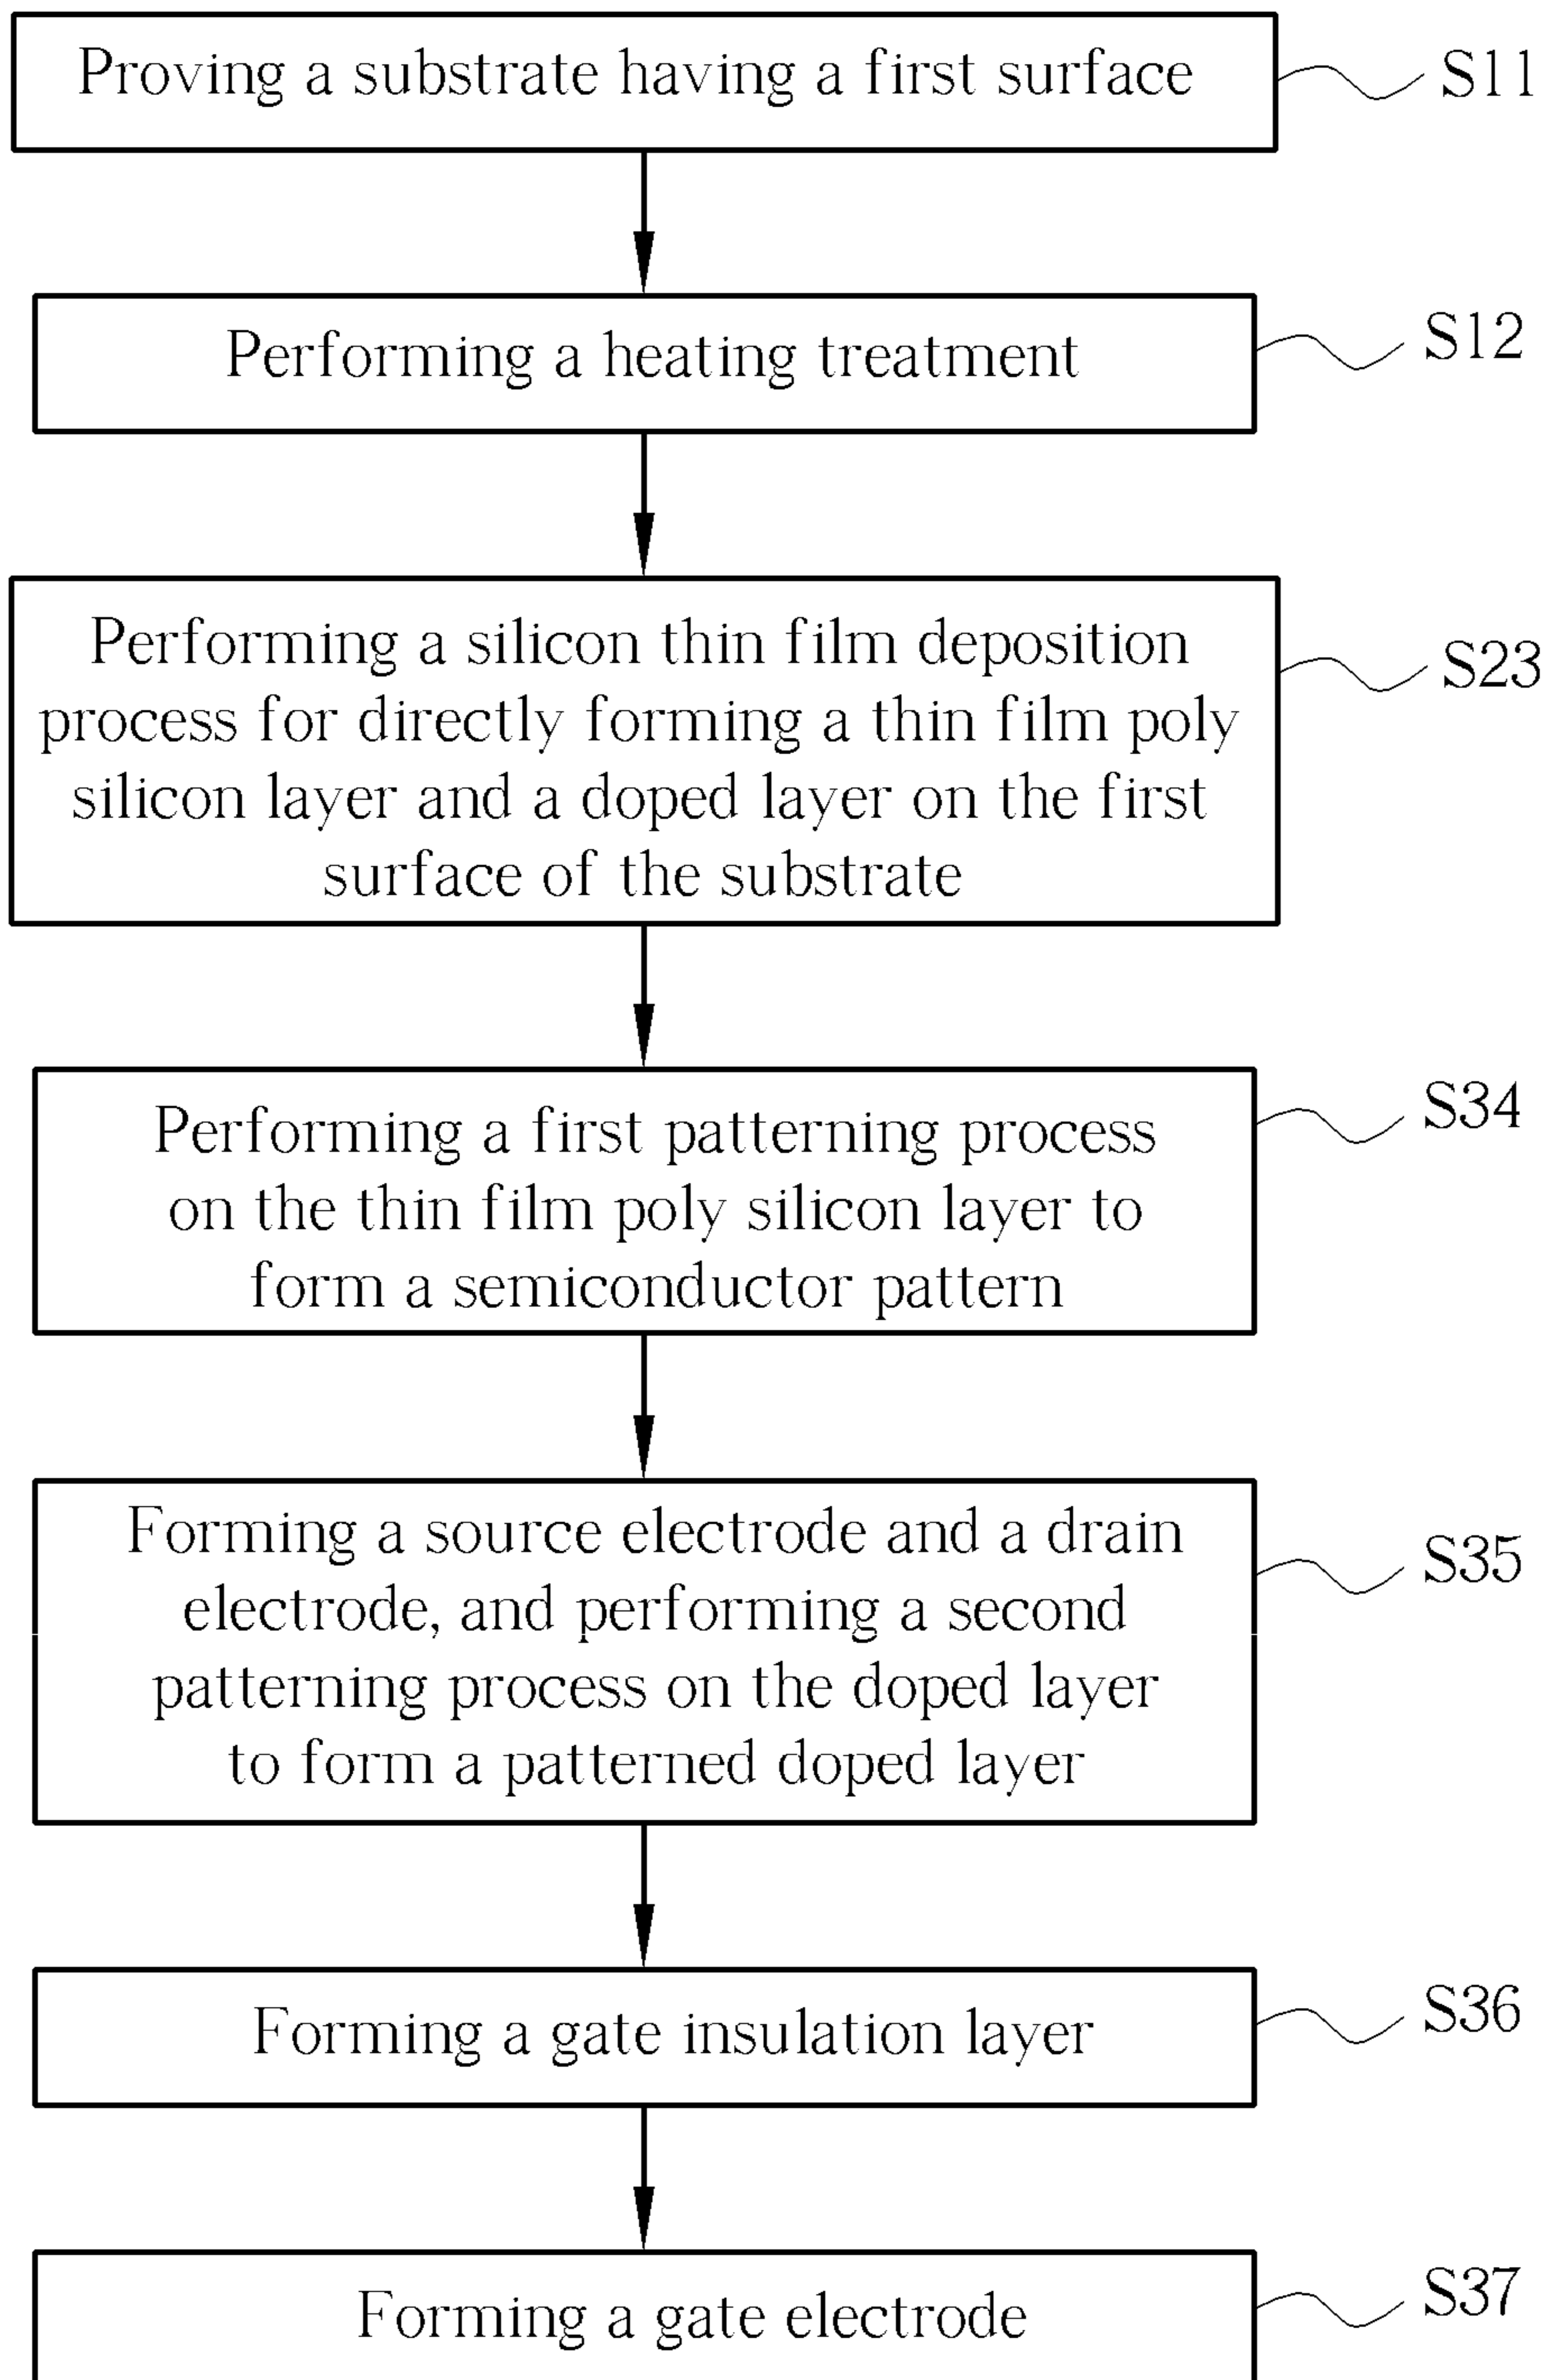 Proving a substrate having a first surface
S11
Performing a heating treatment
S12
Performing a silicon thin film deposition
process for directly forming a thin film poly
silicon layer and a doped layer on the first
surface of the substrate
S23
Performing a first patterning process
on the thin film poly silicon layer to
form a semiconductor pattern
S34
Forming a source electrode and a drain
electrode, and performing a second
patterning process on the doped layer
to form a patterned doped layer
S35
Forming a gate insulation layer
S36
Forming a gate electrode
S37